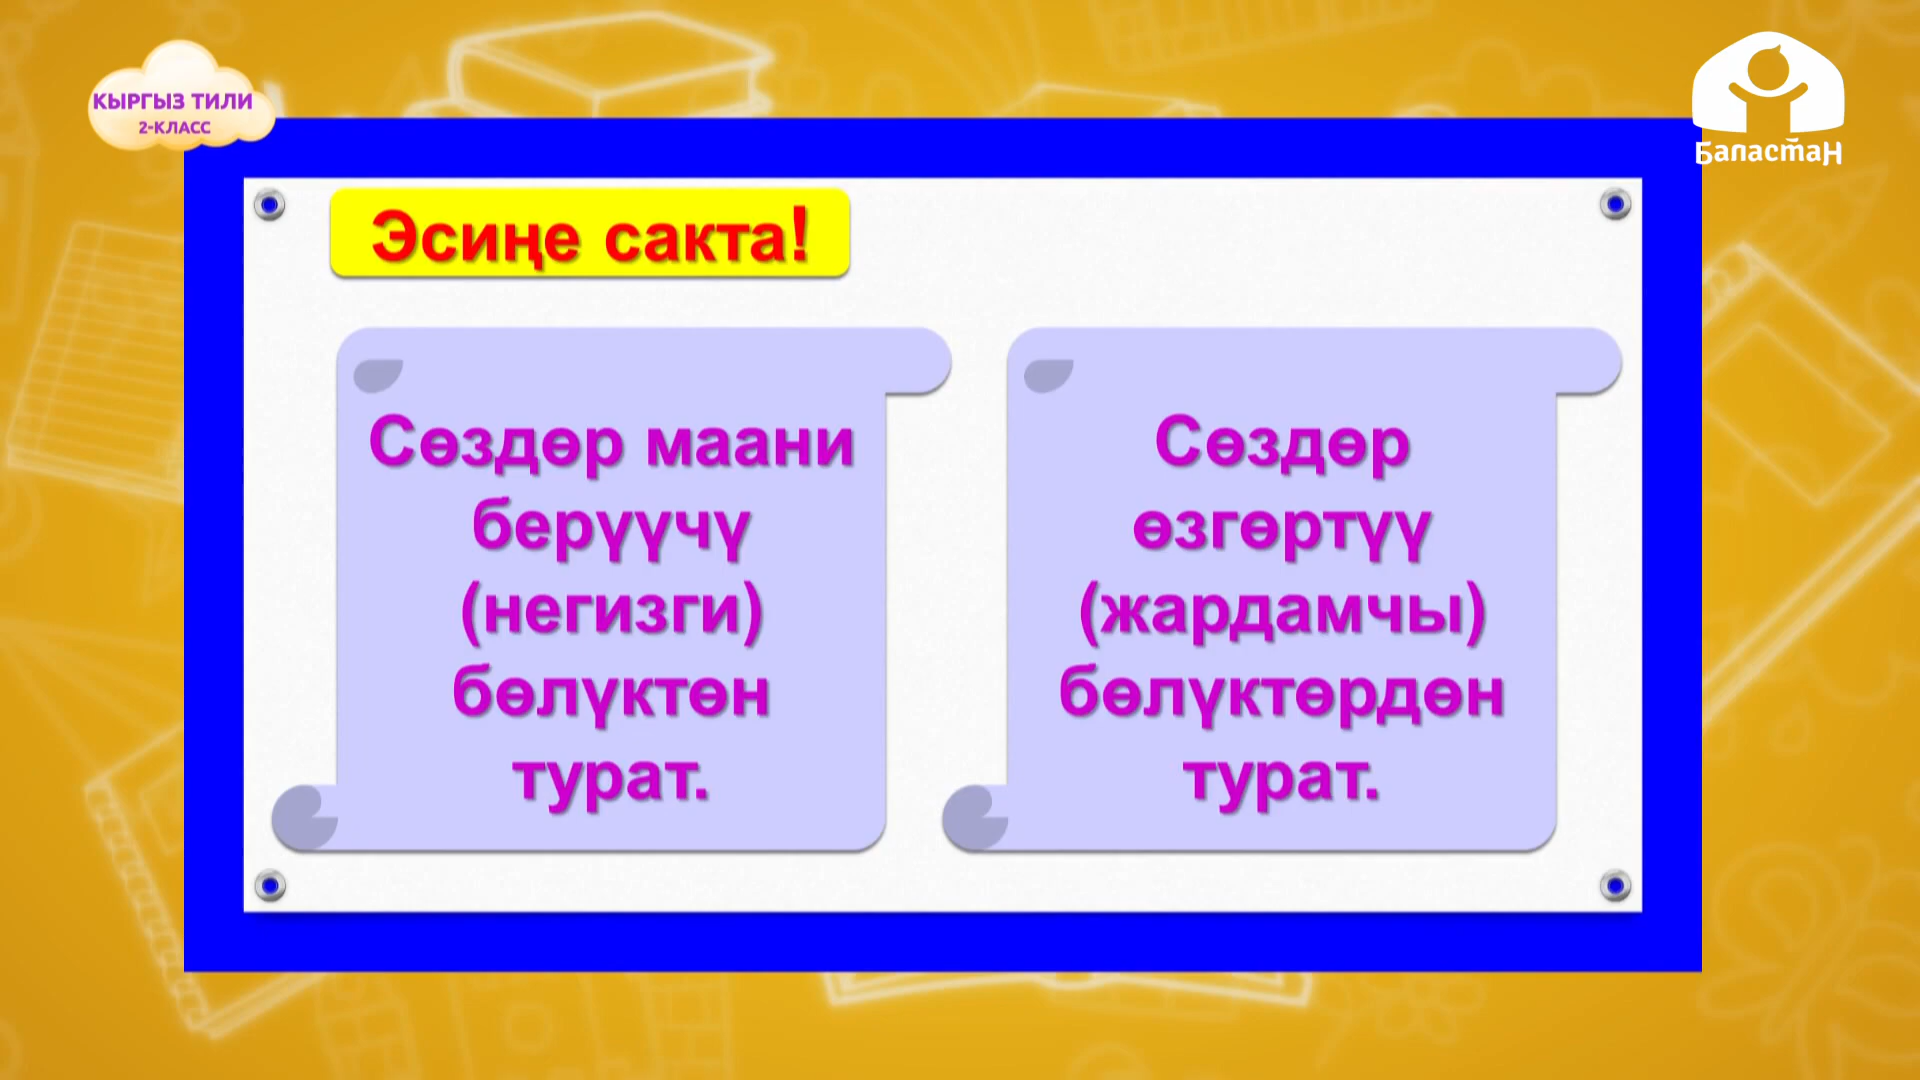 КЫРГЫЗ ТИЛИ
2-КЛАСС
Баластан
Эсиңе сакта!
Сөздөр маани
берүүчү
(негизги)
бөлүктөн
турат.
Сөздөр
өзгөртүү
(жардамчы)
бөлүктөрдөн
турат.